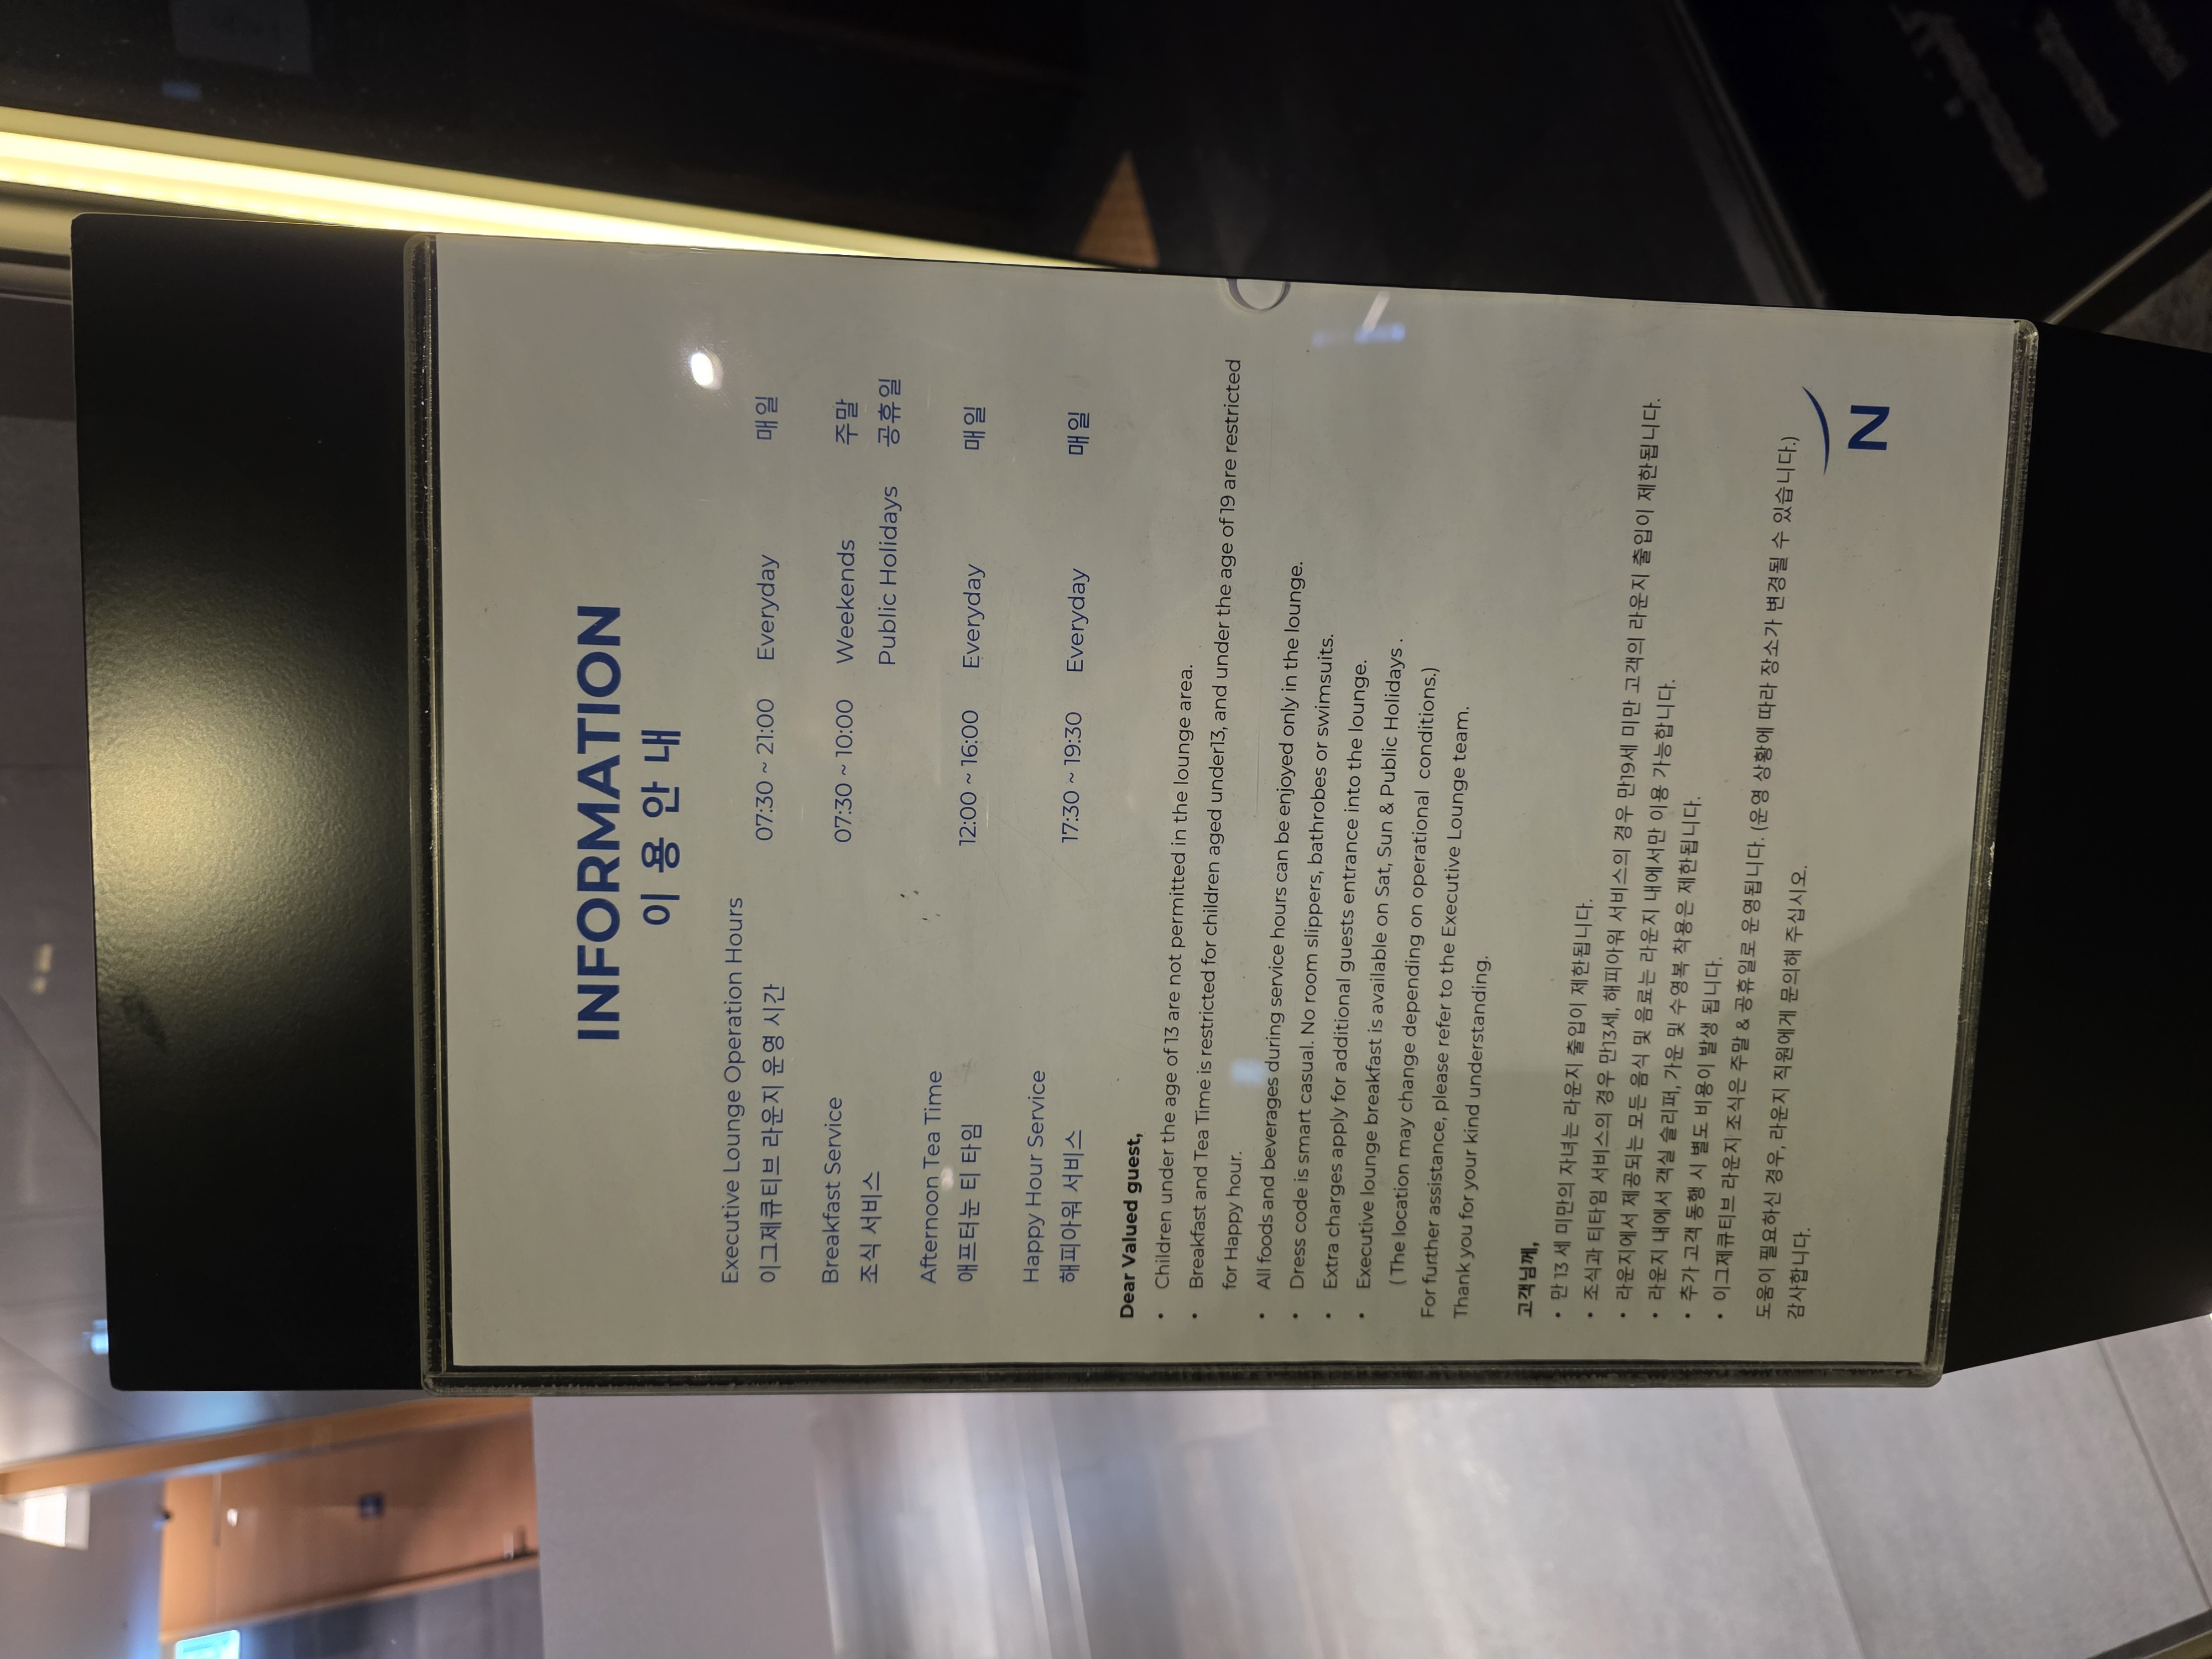 INFORMATION
이 용 안 내
Executive Lounge Operation Hours
이그제큐티브 라운지 운영 시간 07:30 ~ 21:00 Everyday 매일
Breakfast Service 07:30 ~ 10:00 Weekends 주말
조식 서비스 Public Holidays 공휴일
Afternoon Tea Time
애프터눈 티 타임 12:00 ~ 16:00 Everyday 매일
Happy Hour Service
해피아워 서비스 17:30 ~ 19:30 Everyday 매일
Dear Valued guest,
• Children under the age of 13 are not permitted in the lounge area.
• Breakfast and Tea Time is restricted for children aged under13, and under the age of 19 are restricted
for Happy hour.
• All foods and beverages during service hours can be enjoyed only in the lounge.
• Dress code is smart casual. No room slippers, bathrobes or swimsuits.
• Extra charges apply for additional guests entrance into the lounge.
• Executive lounge breakfast is available on Sat, Sun & Public Holidays .
( The location may change depending on operational conditions.)
For further assistance, please refer to the Executive Lounge team.
Thank you for your kind understanding.
고객님께,
• 만 13 세 미만의 자녀는 라운지 출입이 제한됩니다.
• 조식과 티타임 서비스의 경우 만13세, 해피아워 서비스의 경우 만19세 미만 고객의 라운지 출입이 제한됩니다.
• 라운지에서 제공되는 모든 음식 및 음료는 라운지 내에서만 이용 가능합니다.
• 라운지 내에서 객실 슬리퍼, 가운 및 수영복 착용은 제한됩니다.
• 추가 고객 동행 시 별도 비용이 발생 됩니다.
• 이그제큐티브 라운지 조식은 주말 & 공휴일로 운영됩니다. (운영 상황에 따라 장소가 변경될 수 있습니다.)
도움이 필요하신 경우, 라운지 직원에게 문의해 주십시오.
감사합니다.
N